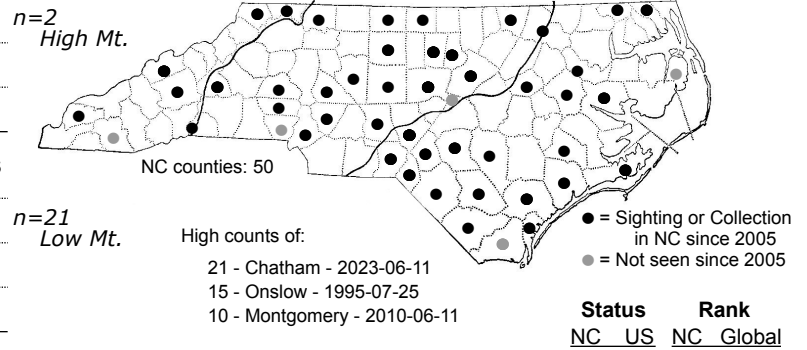 n=2
High Mt.
NC counties: 50
n=21
Low Mt.
High counts of:
21 - Chatham - 2023-06-11
15 - Onslow - 1995-07-25
10 - Montgomery - 2010-06-11
= Sighting or Collection
in NC since 2005
= Not seen since 2005
Status Rank
NC US NC Global